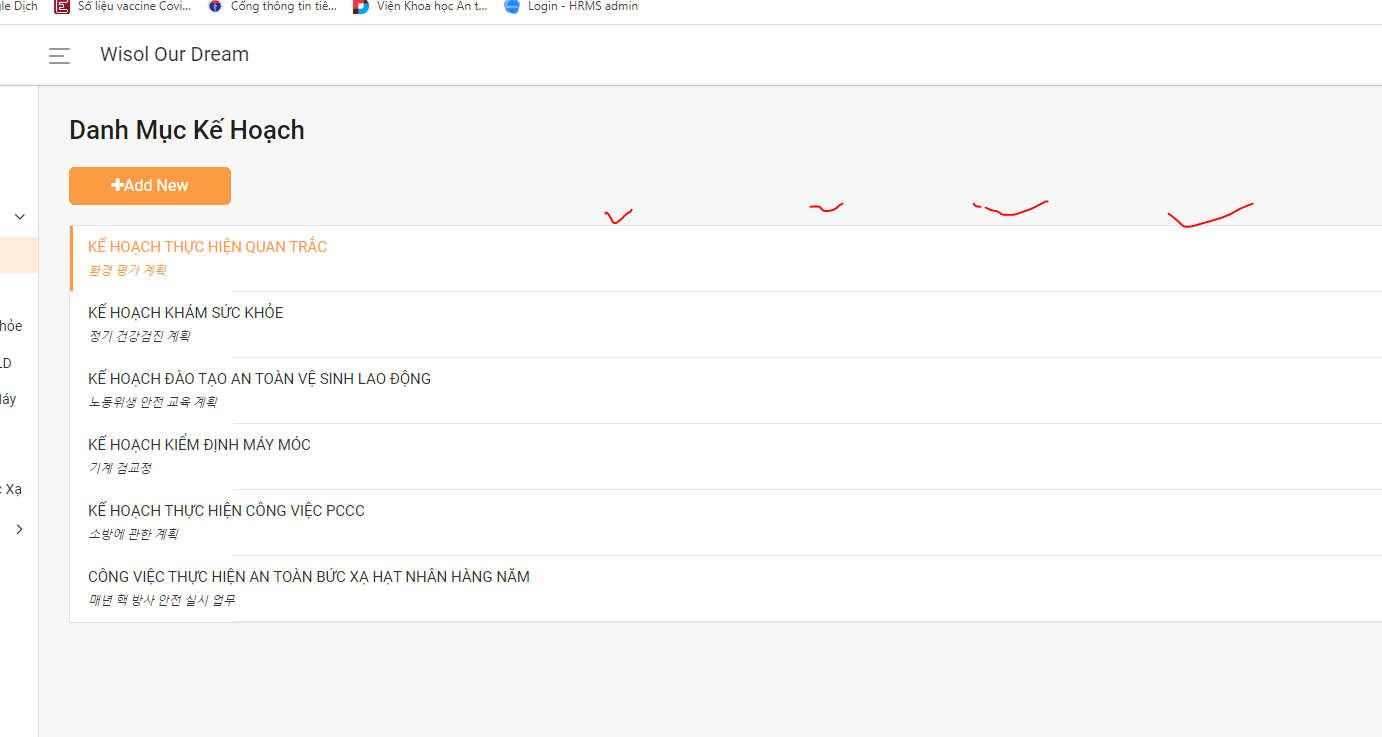 le Dịch Số liệu vaccine Covi... Cổng thông tin tiê... Viện Khoa học An t... Login - HRMS admin
Wisol Our Dream
Danh Mục Kế Hoạch
+Add New
KẾ HOẠCH THỰC HIỆN QUAN TRẮC
환경 평가 계획
KẾ HOẠCH KHÁM SỨC KHỎE
정기 건강검진 계획
hỏe
KẾ HOẠCH ĐÀO TẠO AN TOÀN VỆ SINH LAO ĐỘNG
노동위생 안전 교육 계획
LD
áy
KẾ HOẠCH KIỂM ĐỊNH MÁY MÓC
기계 검교정
KẾ HOẠCH THỰC HIỆN CÔNG VIỆC PCCC
소방에 관한 계획
c Xạ
CÔNG VIỆC THỰC HIỆN AN TOÀN BỨC XẠ HẠT NHÂN HÀNG NĂM
매년 핵 방사 안전 실시 업무